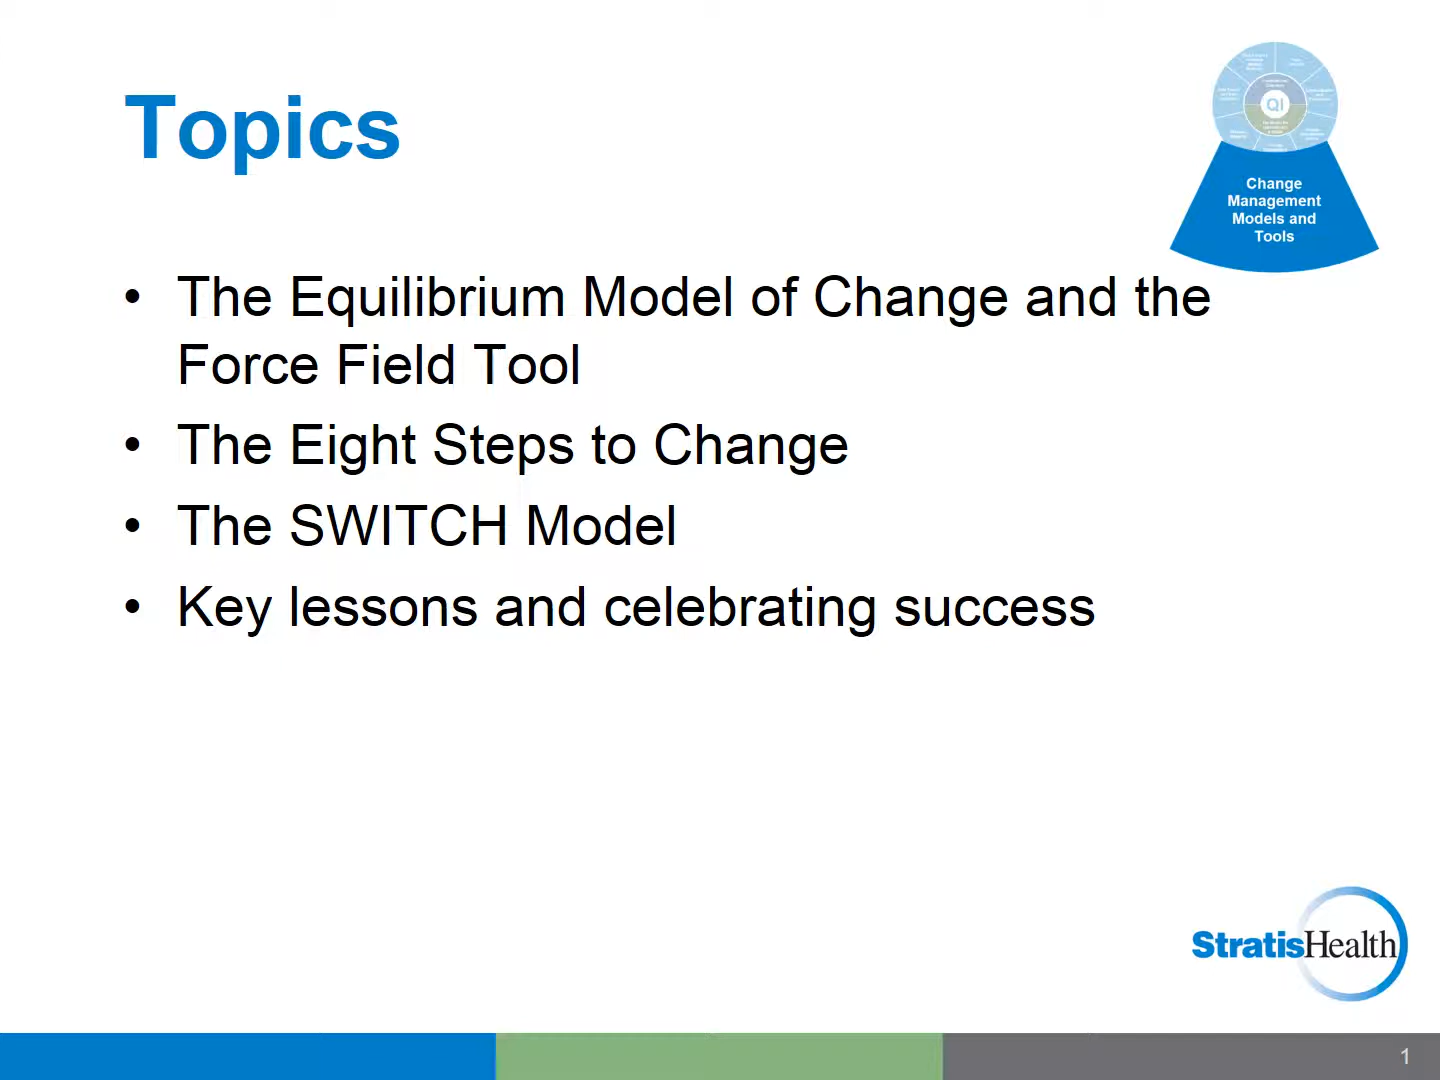 Topics
QI
Change
Management
Models and
Tools
• The Equilibrium Model of Change and the
Force Field Tool
• The Eight Steps to Change
• The SWITCH Model
• Key lessons and celebrating success
StratisHealth
1